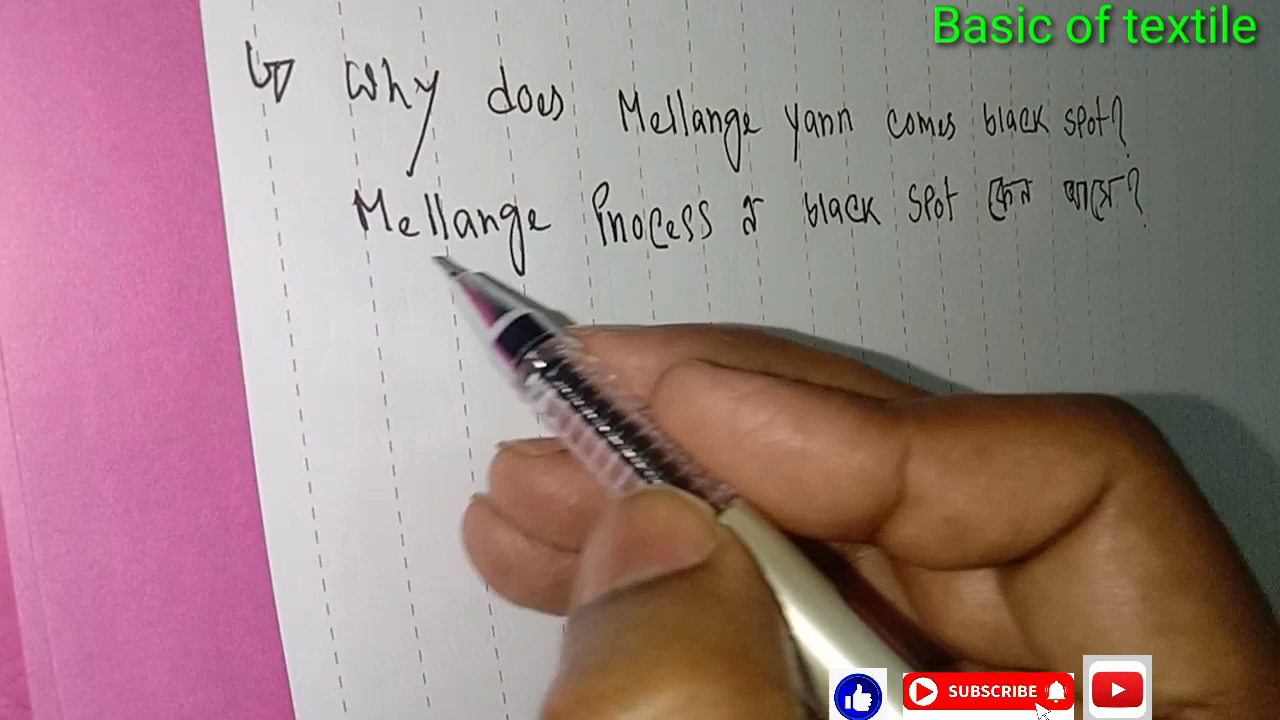 Basic of textile
Why does Mellange yarn comes black spot?
Mellange Process এ black spot কেন আসে?
SUBSCRIBE